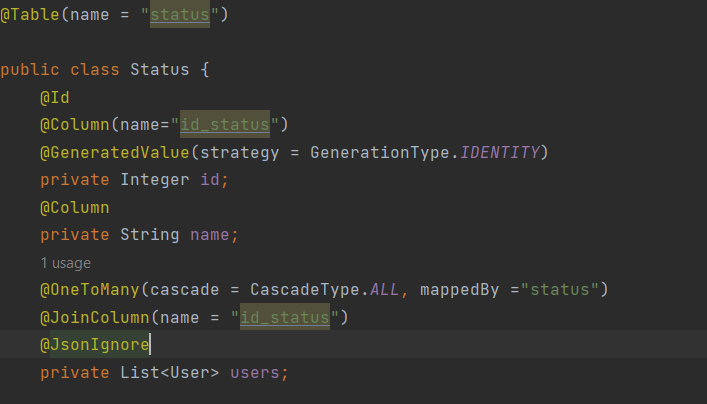 @Table(name = "status")
public class Status {
@Id
@Column(name="id_status")
@GeneratedValue(strategy = GenerationType.IDENTITY)
private Integer id;
@Column
private String name;
1 usage
@OneToMany(cascade = CascadeType.ALL, mappedBy ="status")
@JoinColumn(name = "id_status")
@JsonIgnore
private List<User> users;